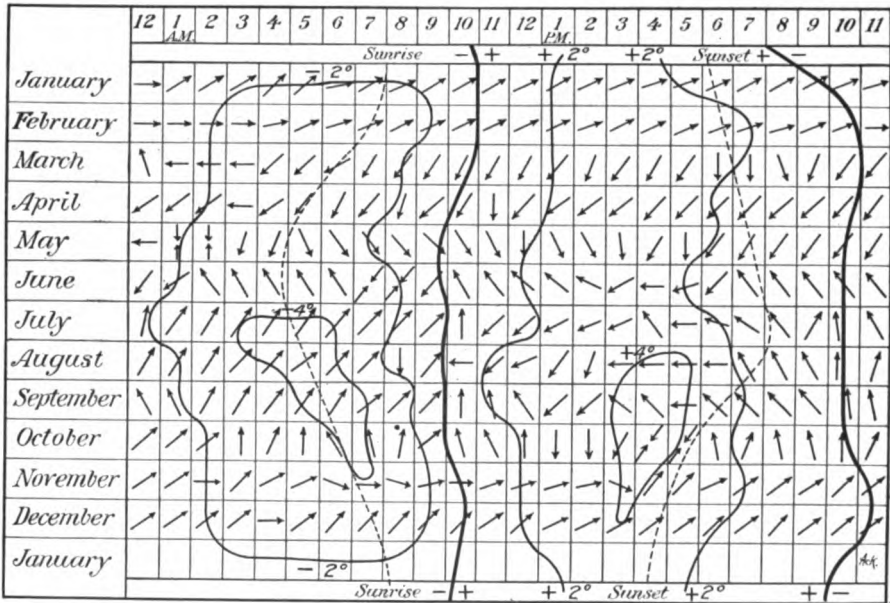 12 1 2 3 4 5 6 7 8 9 10 11 12 1 2 3 4 5 6 7 8 9 10 11
A.M. P.M.
Sunrise - + + 2° +2° Sunset + -
January - 2°
February
March
April
May
June
July -4°
August +4°
September
October
November
December
January - 2° Ack.
Sunrise - + + 2° Sunset +2° + -